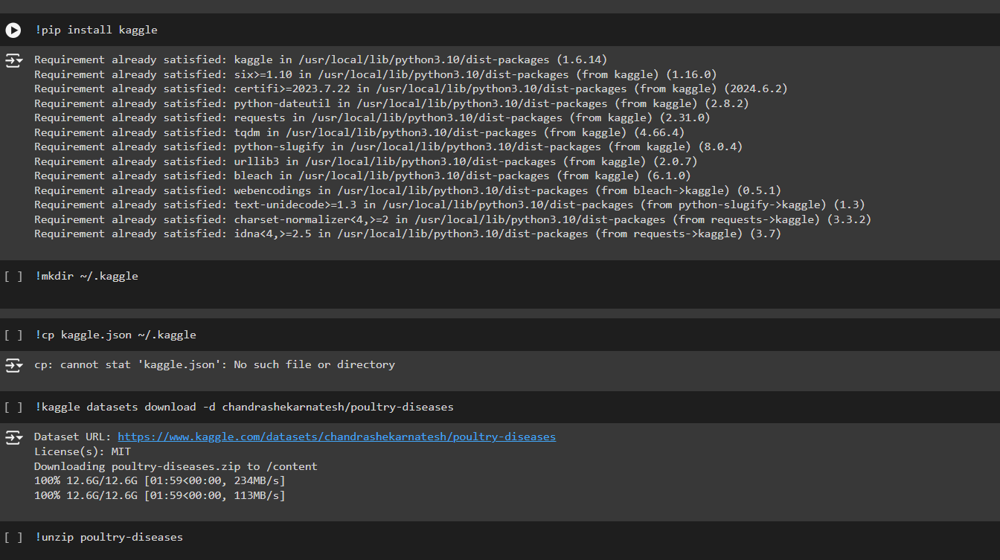 !pip install kaggle
Requirement already satisfied: kaggle in /usr/local/lib/python3.10/dist-packages (1.6.14)
Requirement already satisfied: six>=1.10 in /usr/local/lib/python3.10/dist-packages (from kaggle) (1.16.0)
Requirement already satisfied: certifi>=2023.7.22 in /usr/local/lib/python3.10/dist-packages (from kaggle) (2024.6.2)
Requirement already satisfied: python-dateutil in /usr/local/lib/python3.10/dist-packages (from kaggle) (2.8.2)
Requirement already satisfied: requests in /usr/local/lib/python3.10/dist-packages (from kaggle) (2.31.0)
Requirement already satisfied: tqdm in /usr/local/lib/python3.10/dist-packages (from kaggle) (4.66.4)
Requirement already satisfied: python-slugify in /usr/local/lib/python3.10/dist-packages (from kaggle) (8.0.4)
Requirement already satisfied: urllib3 in /usr/local/lib/python3.10/dist-packages (from kaggle) (2.0.7)
Requirement already satisfied: bleach in /usr/local/lib/python3.10/dist-packages (from kaggle) (6.1.0)
Requirement already satisfied: webencodings in /usr/local/lib/python3.10/dist-packages (from bleach->kaggle) (0.5.1)
Requirement already satisfied: text-unidecode>=1.3 in /usr/local/lib/python3.10/dist-packages (from python-slugify->kaggle) (1.3)
Requirement already satisfied: charset-normalizer<4,>=2 in /usr/local/lib/python3.10/dist-packages (from requests->kaggle) (3.3.2)
Requirement already satisfied: idna<4,>=2.5 in /usr/local/lib/python3.10/dist-packages (from requests->kaggle) (3.7)
[ ] !mkdir ~/.kaggle
[ ] !cp kaggle.json ~/.kaggle
cp: cannot stat 'kaggle.json': No such file or directory
[ ] !kaggle datasets download -d chandrashekarnatesh/poultry-diseases
Dataset URL: https://www.kaggle.com/datasets/chandrashekarnatesh/poultry-diseases
License(s): MIT
Downloading poultry-diseases.zip to /content
100% 12.6G/12.6G [01:59<00:00, 234MB/s]
100% 12.6G/12.6G [01:59<00:00, 113MB/s]
[ ] !unzip poultry-diseases